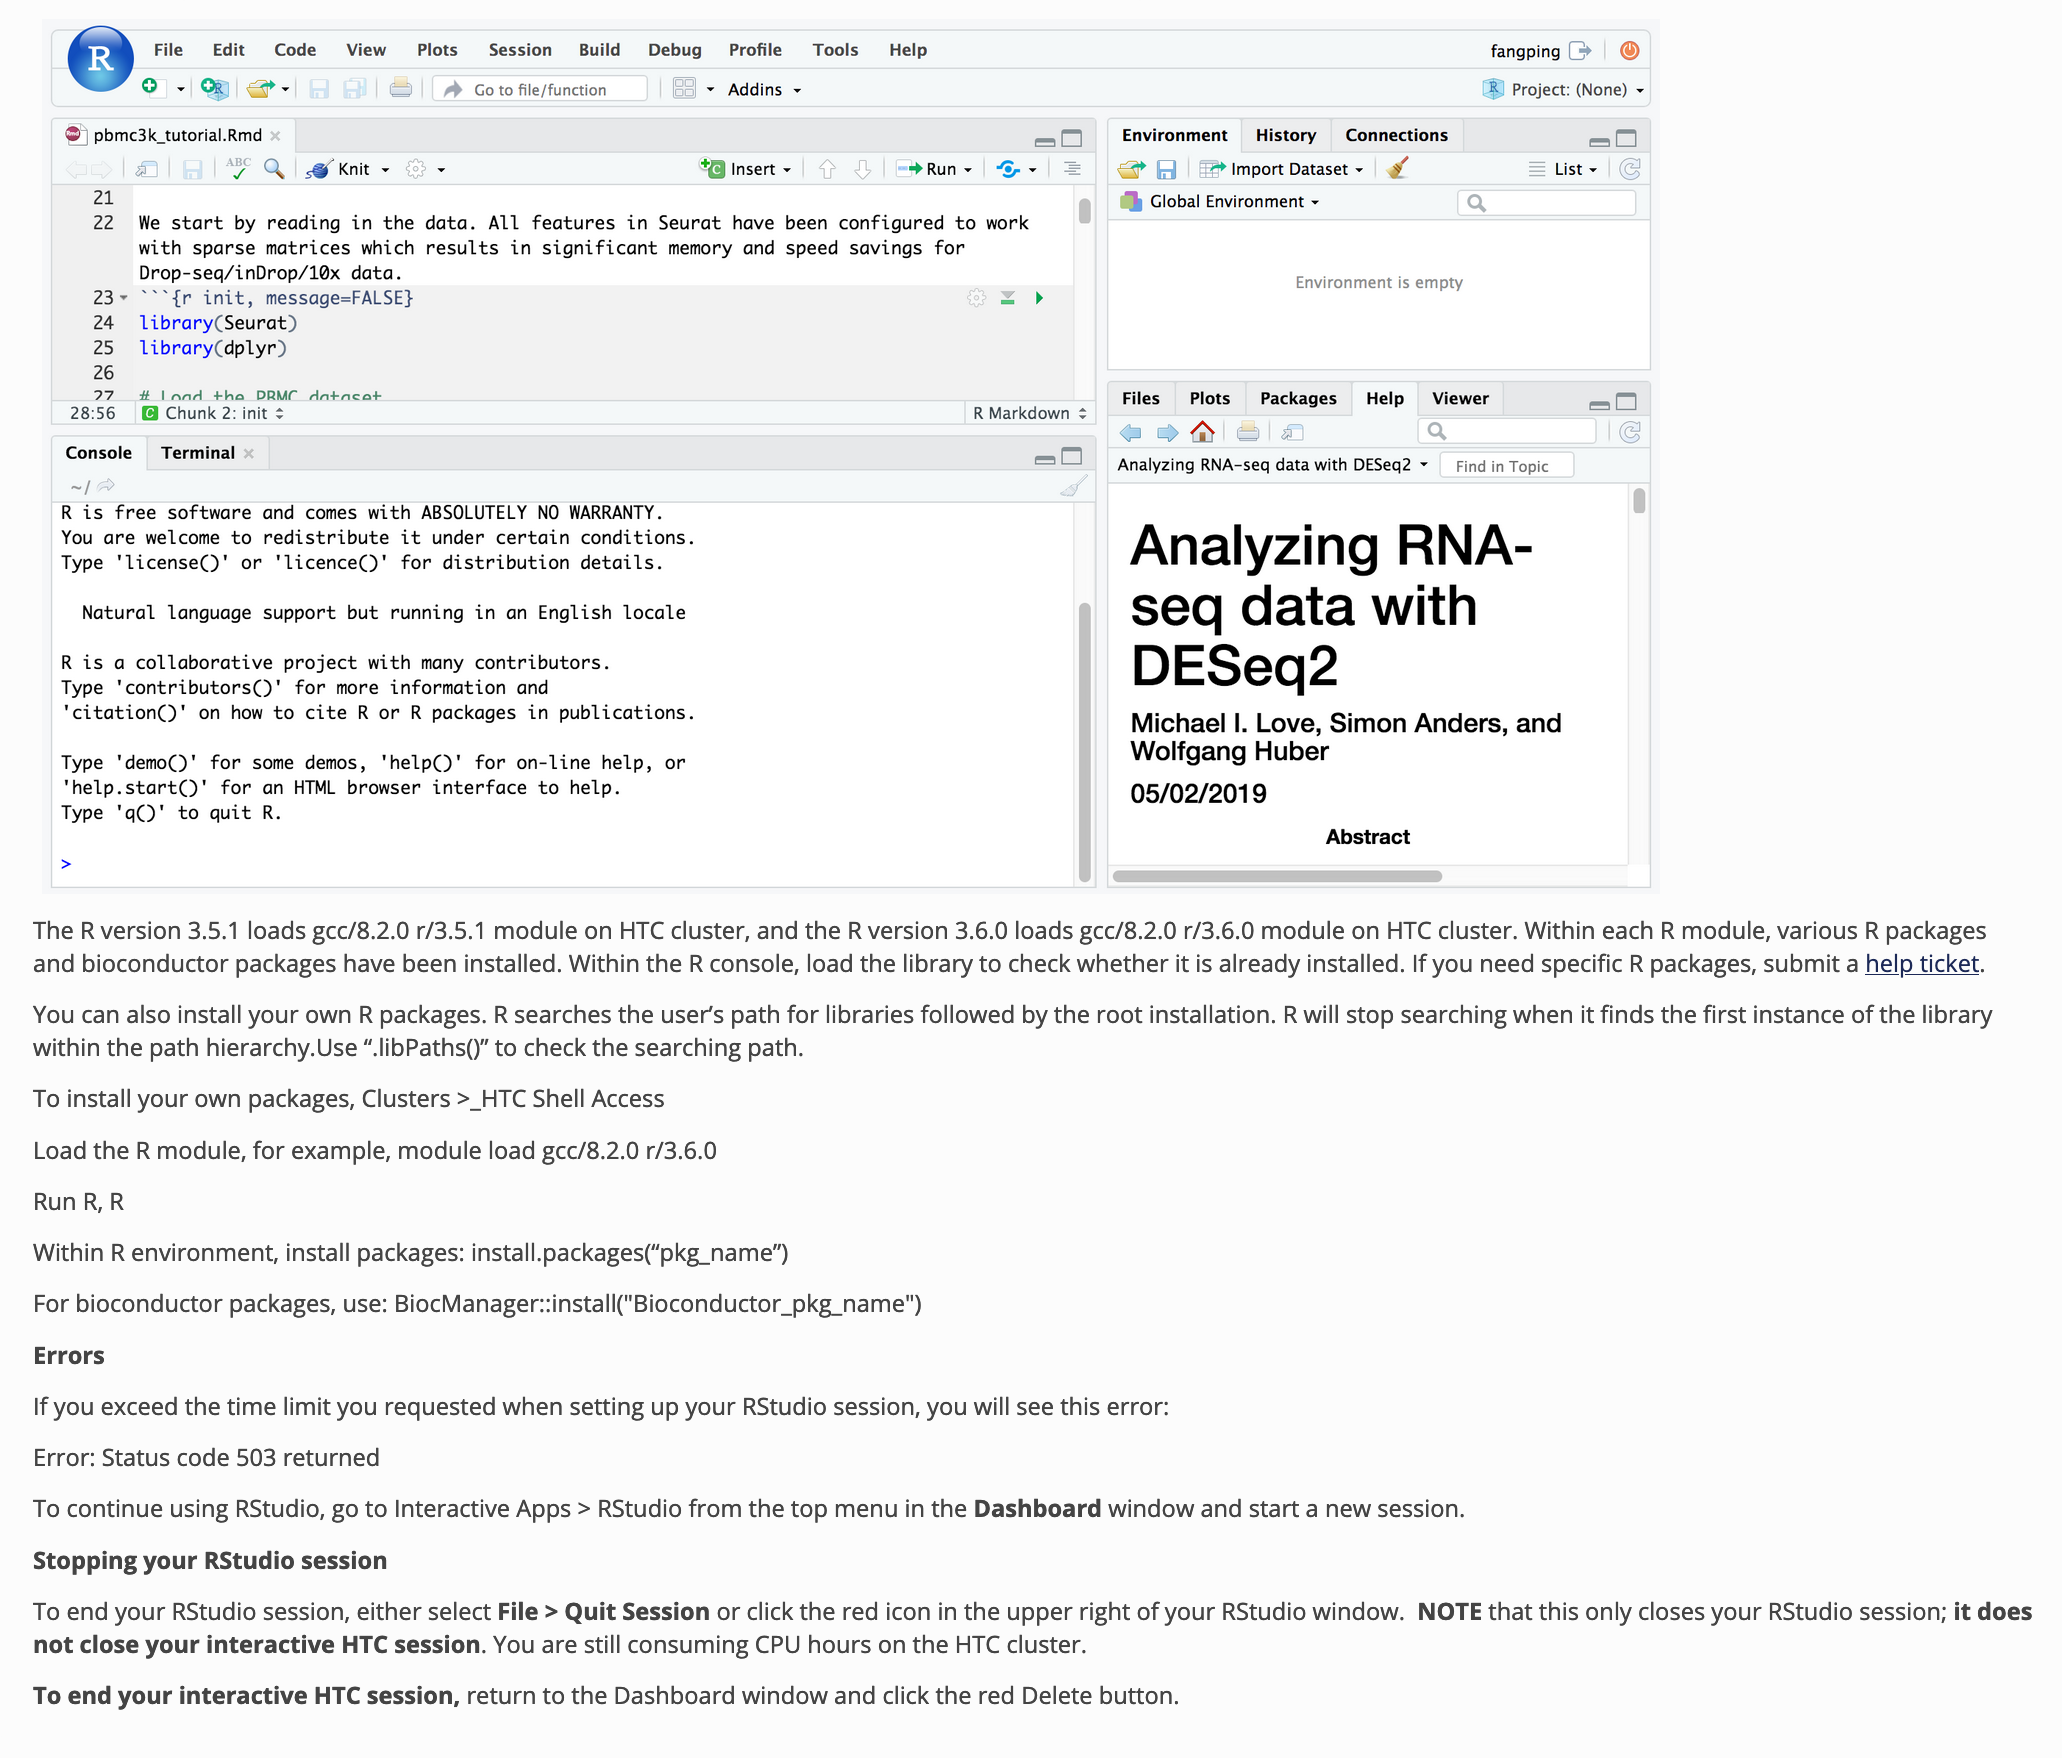 R File Edit Code View Plots Session Build Debug Profile Tools Help fangping
Go to file/function Addins R Project: (None)
pbmc3k_tutorial.Rmd
ABC Knit Insert Run
21
22 We start by reading in the data. All features in Seurat have been configured to work
with sparse matrices which results in significant memory and speed savings for
Drop-seq/inDrop/10x data.
23 ```{r init, message=FALSE}
24 library(Seurat)
25 library(dplyr)
26
27 # Load the PBMC dataset
28:56 C Chunk 2: init R Markdown
Console Terminal
~/
R is free software and comes with ABSOLUTELY NO WARRANTY.
You are welcome to redistribute it under certain conditions.
Type 'license()' or 'licence()' for distribution details.
Natural language support but running in an English locale
R is a collaborative project with many contributors.
Type 'contributors()' for more information and
'citation()' on how to cite R or R packages in publications.
Type 'demo()' for some demos, 'help()' for on-line help, or
'help.start()' for an HTML browser interface to help.
Type 'q()' to quit R.
>
Environment History Connections
Import Dataset List
Global Environment
Environment is empty
Files Plots Packages Help Viewer
Analyzing RNA-seq data with DESeq2 Find in Topic
Analyzing RNA-
seq data with
DESeq2
Michael I. Love, Simon Anders, and
Wolfgang Huber
05/02/2019
Abstract
The R version 3.5.1 loads gcc/8.2.0 r/3.5.1 module on HTC cluster, and the R version 3.6.0 loads gcc/8.2.0 r/3.6.0 module on HTC cluster. Within each R module, various R packages
and bioconductor packages have been installed. Within the R console, load the library to check whether it is already installed. If you need specific R packages, submit a help ticket.
You can also install your own R packages. R searches the user’s path for libraries followed by the root installation. R will stop searching when it finds the first instance of the library
within the path hierarchy.Use “.libPaths()” to check the searching path.
To install your own packages, Clusters >_HTC Shell Access
Load the R module, for example, module load gcc/8.2.0 r/3.6.0
Run R, R
Within R environment, install packages: install.packages(“pkg_name”)
For bioconductor packages, use: BiocManager::install("Bioconductor_pkg_name")
Errors
If you exceed the time limit you requested when setting up your RStudio session, you will see this error:
Error: Status code 503 returned
To continue using RStudio, go to Interactive Apps > RStudio from the top menu in the Dashboard window and start a new session.
Stopping your RStudio session
To end your RStudio session, either select File > Quit Session or click the red icon in the upper right of your RStudio window.  NOTE that this only closes your RStudio session; it does
not close your interactive HTC session. You are still consuming CPU hours on the HTC cluster.
To end your interactive HTC session, return to the Dashboard window and click the red Delete button.